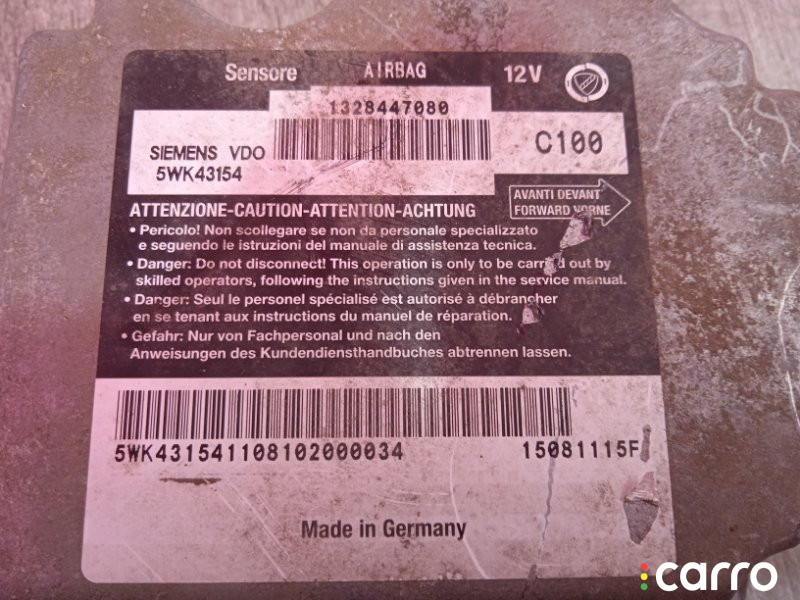 Sensore AIRBAG 12V
1328447080
SIEMENS VDO C100
5WK43154
AVANTI DEVANT
FORWARD VORNE
ATTENZIONE-CAUTION-ATTENTION-ACHTUNG
• Pericolo! Non scollegare se non da personale specializzato
e seguendo le istruzioni del manuale di assistenza tecnica.
• Danger: Do not disconnect! This operation is only to be carried out by
skilled operators, following the instructions given in the service manual.
• Danger: Seul le personel spécialisé est autorisé à débrancher
en se tenant aux instructions du manuel de réparation.
• Gefahr: Nur von Fachpersonal und nach den
Anweisungen des Kundendiensthandbuches abtrennen lassen.
5WK431541108102000034 15081115F
Made in Germany
carro